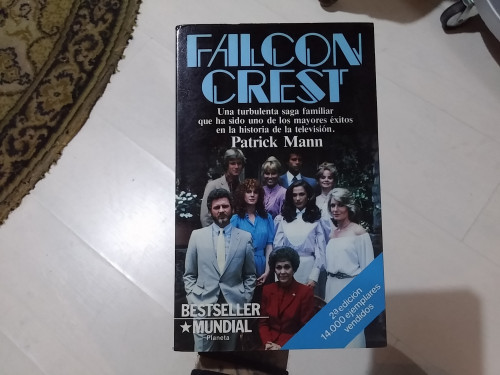 FALCON
CREST
Una turbulenta saga familiar
que ha sido uno de los mayores éxitos
en la historia de la televisión.
Patrick Mann
2ª edición
14.000 ejemplares
vendidos
BESTSELLER
★ MUNDIAL
Planeta